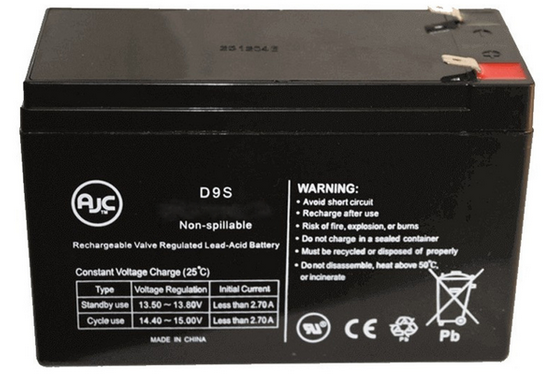 AJC
TM
D9S
Non-spillable
Rechargeable Valve Regulated Lead-Acid Battery
Constant Voltage Charge (25°C)
Type Voltage Regulation Initial Current
Standby use 13.50 ~ 13.80V Less than 2.70A
Cycle use 14.40 ~ 15.00V Less than 2.70A
MADE IN CHINA
WARNING:
• Avoid short circuit
• Recharge after use
• Risk of fire, explosion, or burns
• Do not charge in a sealed container
• Must be recycled or disposed of properly
• Do not disassemble, heat above 50°C,
or incinerate
CE
Pb